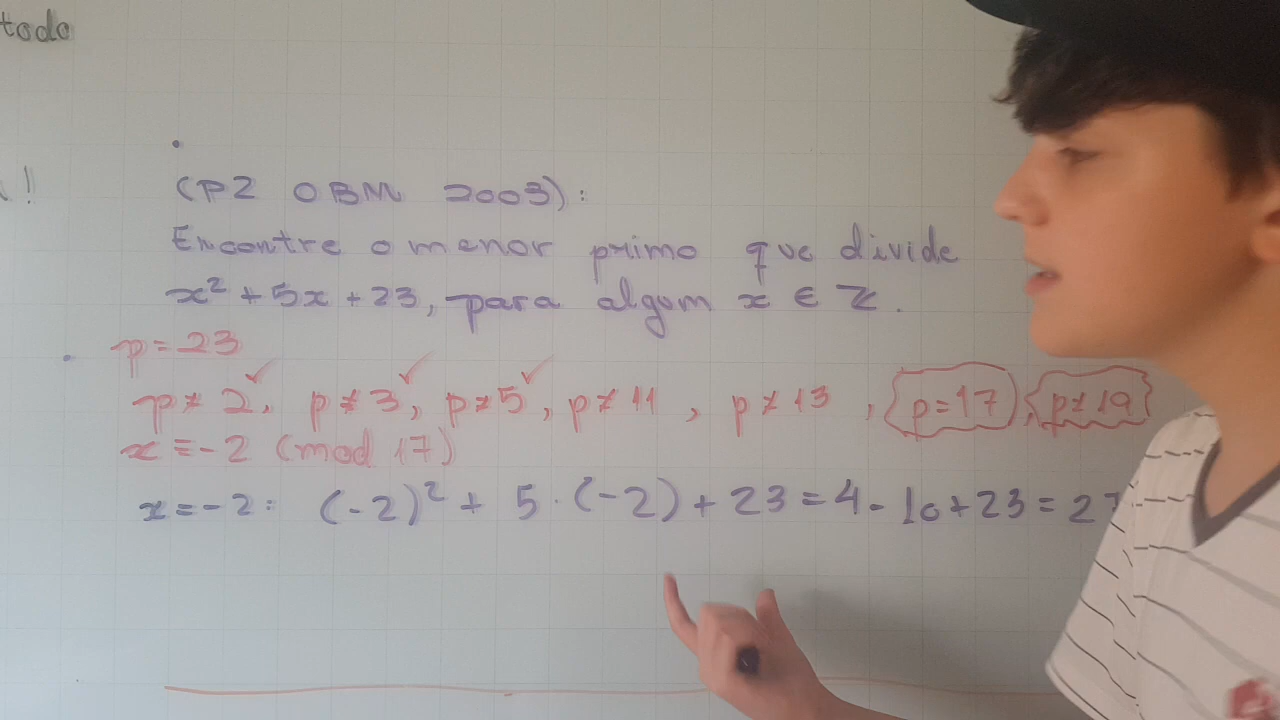 todo
!
(P2 OBM 2003):
Encontre o menor primo que divide
x² + 5x + 23, para algum x ∈ Z.
p = 23
p ≠ 2, p ≠ 3, p ≠ 5, p ≠ 11, p ≠ 13, p = 17, p ≠ 19
x ≡ -2 (mod 17)
x = -2: (-2)² + 5·(-2) + 23 = 4 - 10 + 23 = 2